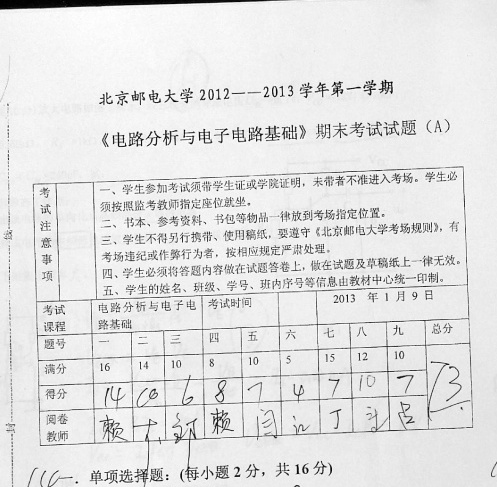 北京邮电大学 2012——2013 学年第一学期
《电路分析与电子电路基础》期末考试试题（A）
考试注意事项
一、学生参加考试须带学生证或学院证明，未带者不准进入考场。学生必
须按照监考教师指定座位就坐。
二、书本、参考资料、书包等物品一律放到考场指定位置。
三、学生不得另行携带、使用稿纸，要遵守《北京邮电大学考场规则》，有
考场违纪或作弊行为者，按相应规定严肃处理。
四、学生必须将答题内容做在试题答卷上，做在试题及草稿纸上一律无效。
五、学生的姓名、班级、学号、班内序号等信息由教材中心统一印制。
考试课程 电路分析与电子电路基础 考试时间 2013 年 1 月 9 日
题号 一 二 三 四 五 六 七 八 九 总分
满分 16 14 10 8 10 5 15 12 10
得分 14 10 6 8 7 4 7 10 7 73
阅卷教师 赖 赖 闫 丁
一．单项选择题：(每小题 2 分，共 16 分)